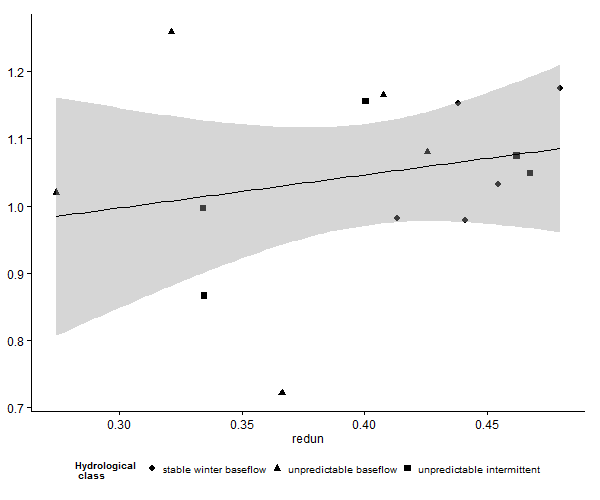 1.2
1.1
1.0
0.9
0.8
0.7
0.30 0.35 0.40 0.45
redun
Hydrological
class
stable winter baseflow unpredictable baseflow unpredictable intermittent